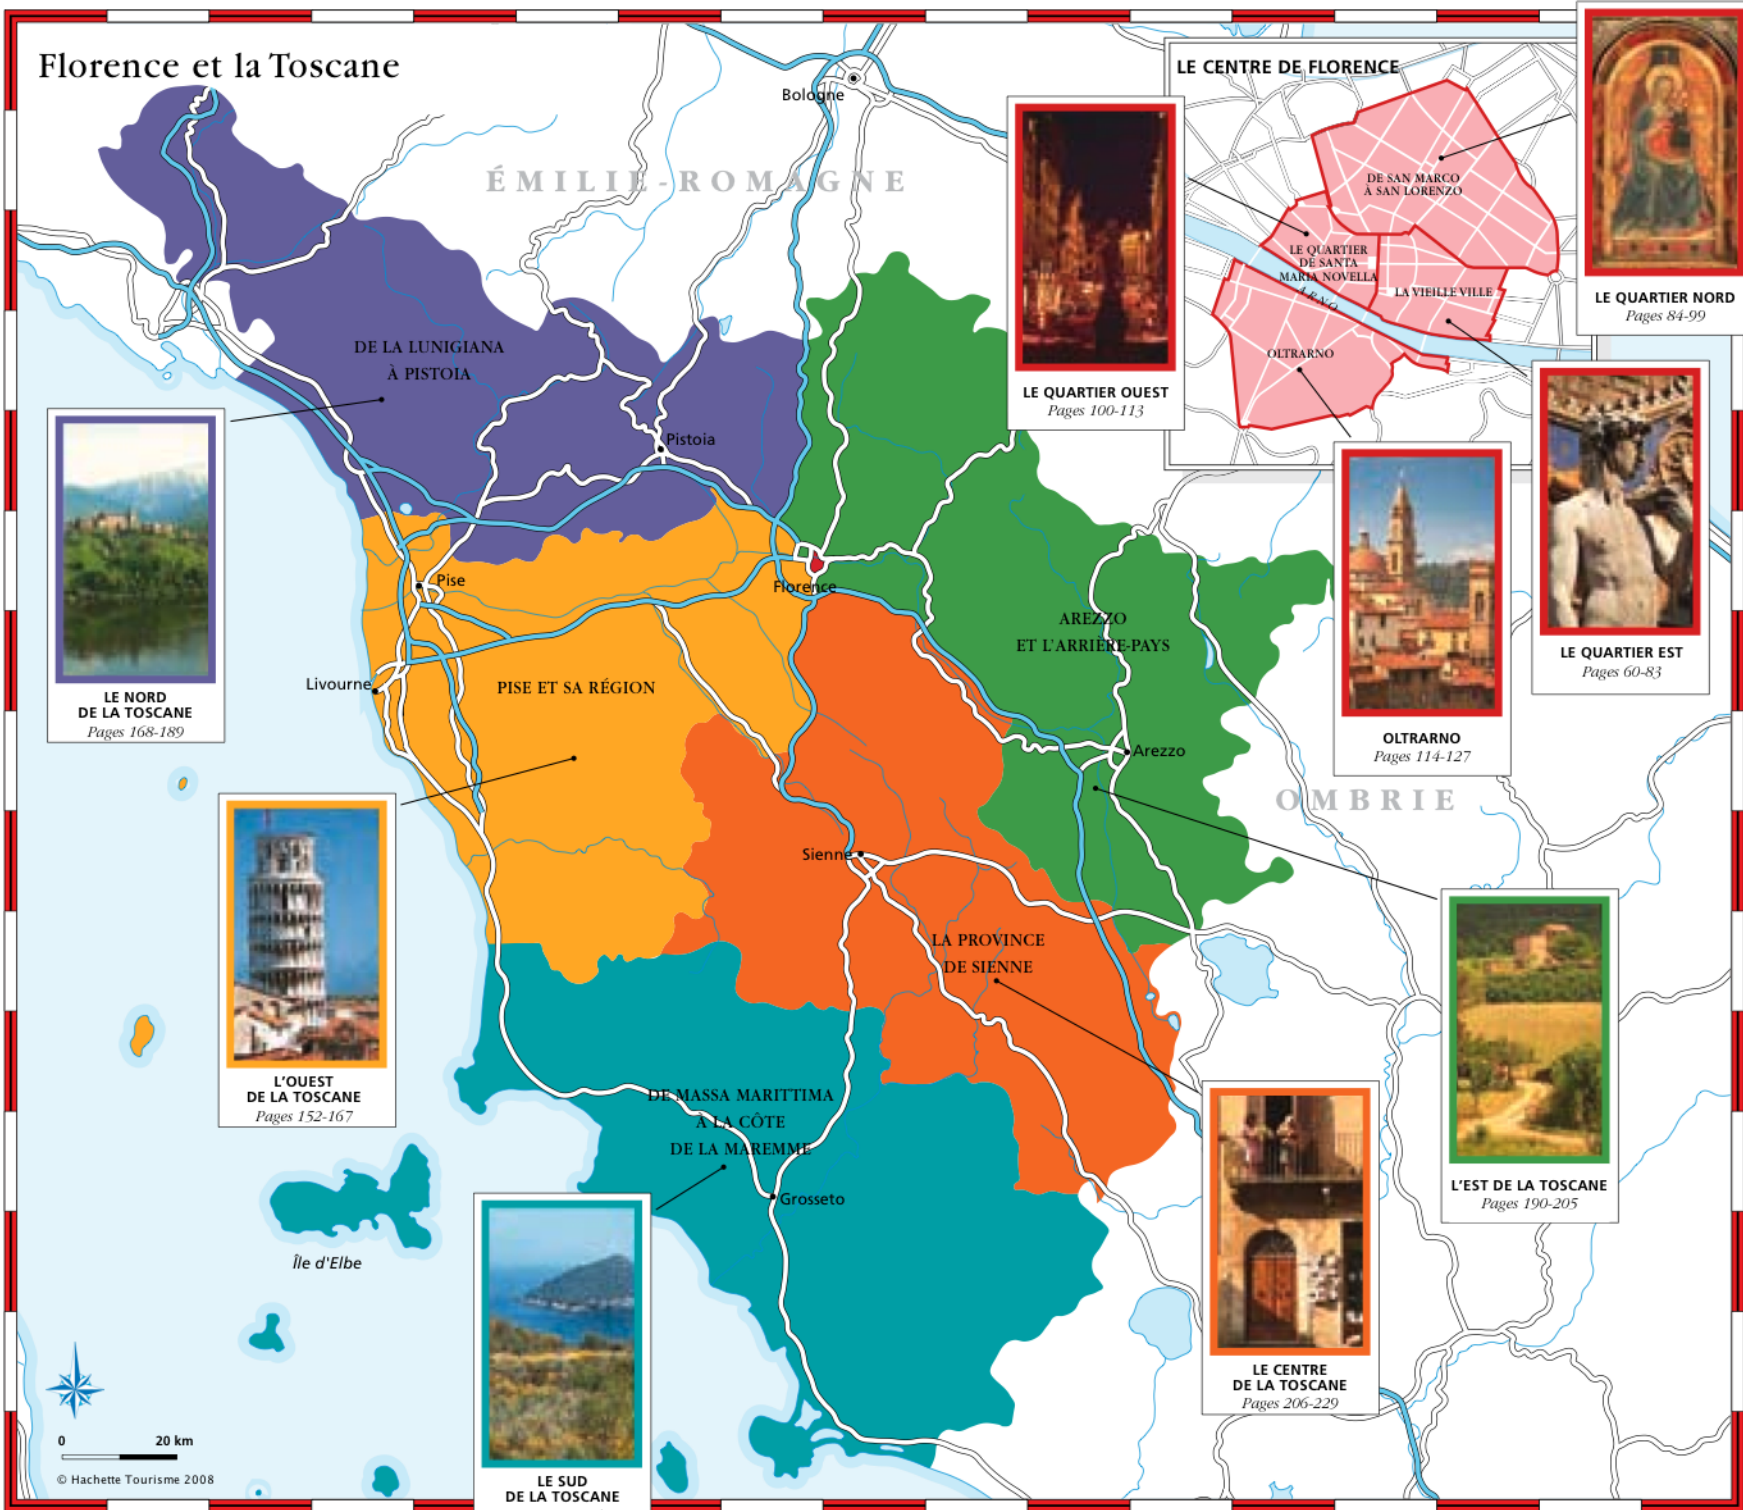 Florence et la Toscane
Bologne
ÉMILIE-ROMAGNE
LE CENTRE DE FLORENCE
DE SAN MARCO
À SAN LORENZO
LE QUARTIER
DE SANTA
MARIA NOVELLA
LA VIEILLE VILLE
ARNO
OLTRARNO
LE QUARTIER NORD
Pages 84-99
LE QUARTIER OUEST
Pages 100-113
LE QUARTIER EST
Pages 60-83
OLTRARNO
Pages 114-127
DE LA LUNIGIANA
À PISTOIA
Pistoia
LE NORD
DE LA TOSCANE
Pages 168-189
Pise
Florence
Livourne
PISE ET SA RÉGION
AREZZO
ET L'ARRIÈRE-PAYS
Arezzo
OMBRIE
Sienne
LA PROVINCE
DE SIENNE
L'OUEST
DE LA TOSCANE
Pages 152-167
DE MASSA MARITTIMA
À LA CÔTE
DE LA MAREMME
Grosseto
L'EST DE LA TOSCANE
Pages 190-205
Île d'Elbe
LE CENTRE
DE LA TOSCANE
Pages 206-229
LE SUD
DE LA TOSCANE
0 20 km
© Hachette Tourisme 2008